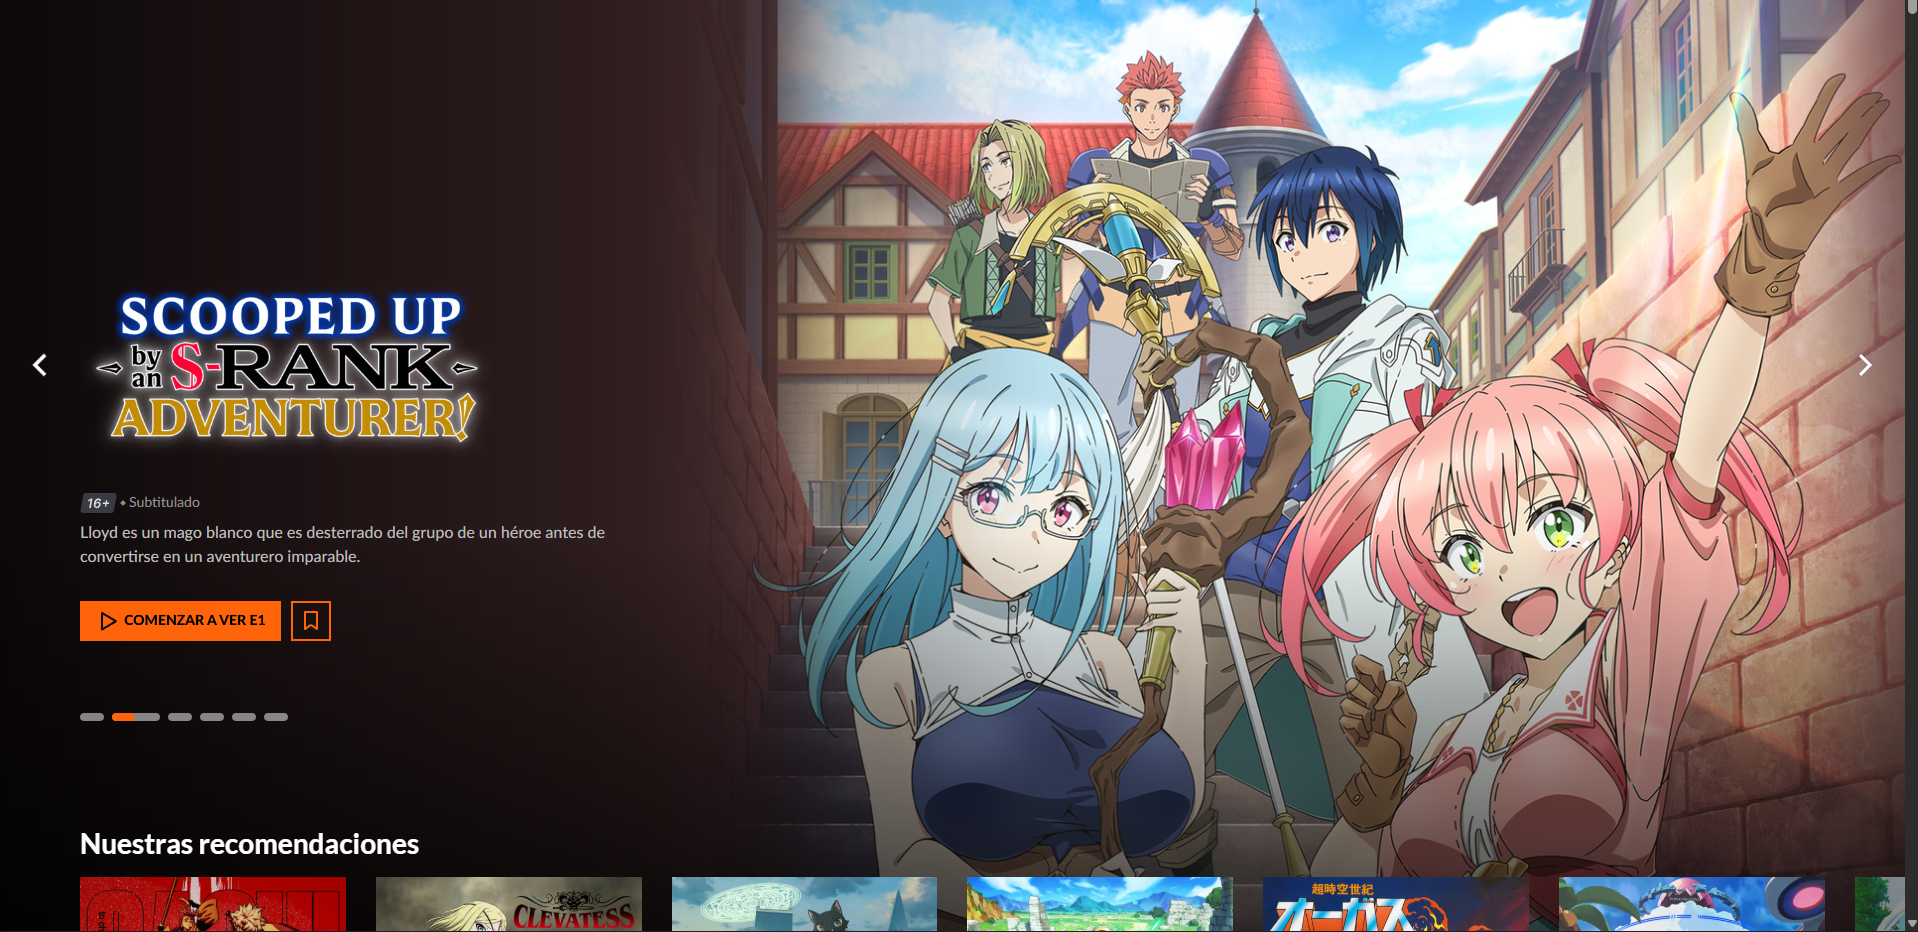 SCOOPED UP
by an S-RANK
ADVENTURER!
16+ • Subtitulado
Lloyd es un mago blanco que es desterrado del grupo de un héroe antes de
convertirse en un aventurero imparable.
COMENZAR A VER E1
Nuestras recomendaciones
CLEVATESS
超時空世紀
オーガス